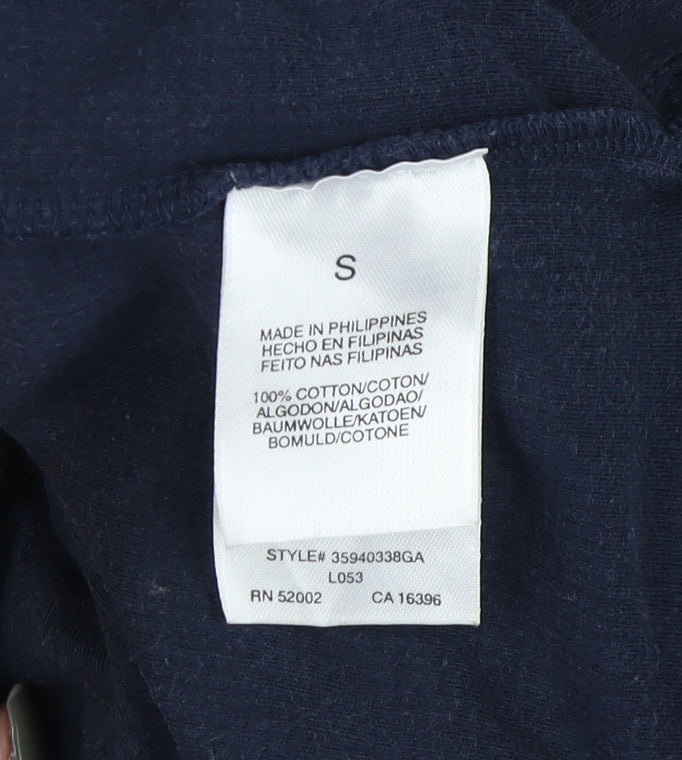 S
MADE IN PHILIPPINES
HECHO EN FILIPINAS
FEITO NAS FILIPINAS
100% COTTON/COTON/
ALGODON/ALGODAO/
BAUMWOLLE/KATOEN/
BOMULD/COTONE
STYLE# 35940338GA
L053
RN 52002 CA 16396